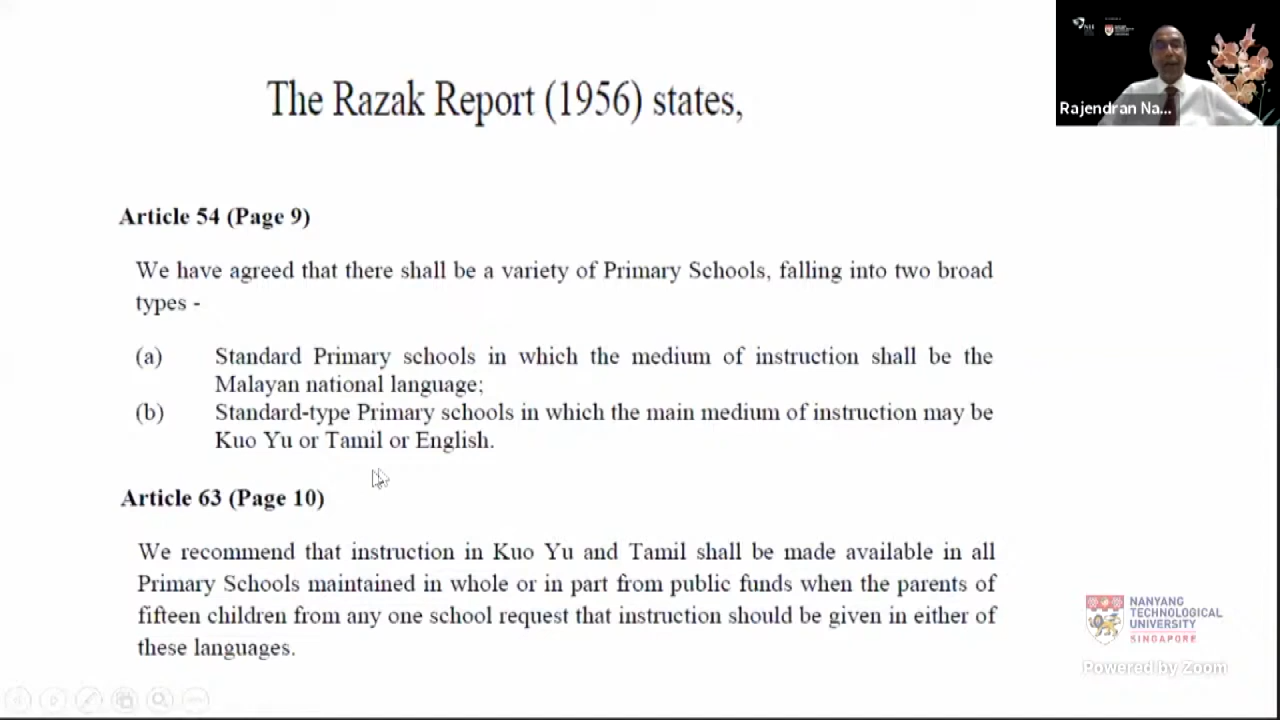 The Razak Report (1956) states,
Rajendran Na...
Article 54 (Page 9)
We have agreed that there shall be a variety of Primary Schools, falling into two broad
types -
(a) Standard Primary schools in which the medium of instruction shall be the
Malayan national language;
(b) Standard-type Primary schools in which the main medium of instruction may be
Kuo Yu or Tamil or English.
Article 63 (Page 10)
We recommend that instruction in Kuo Yu and Tamil shall be made available in all
Primary Schools maintained in whole or in part from public funds when the parents of
fifteen children from any one school request that instruction should be given in either of
these languages.
NANYANG
TECHNOLOGICAL
UNIVERSITY
SINGAPORE
Powered by Zoom